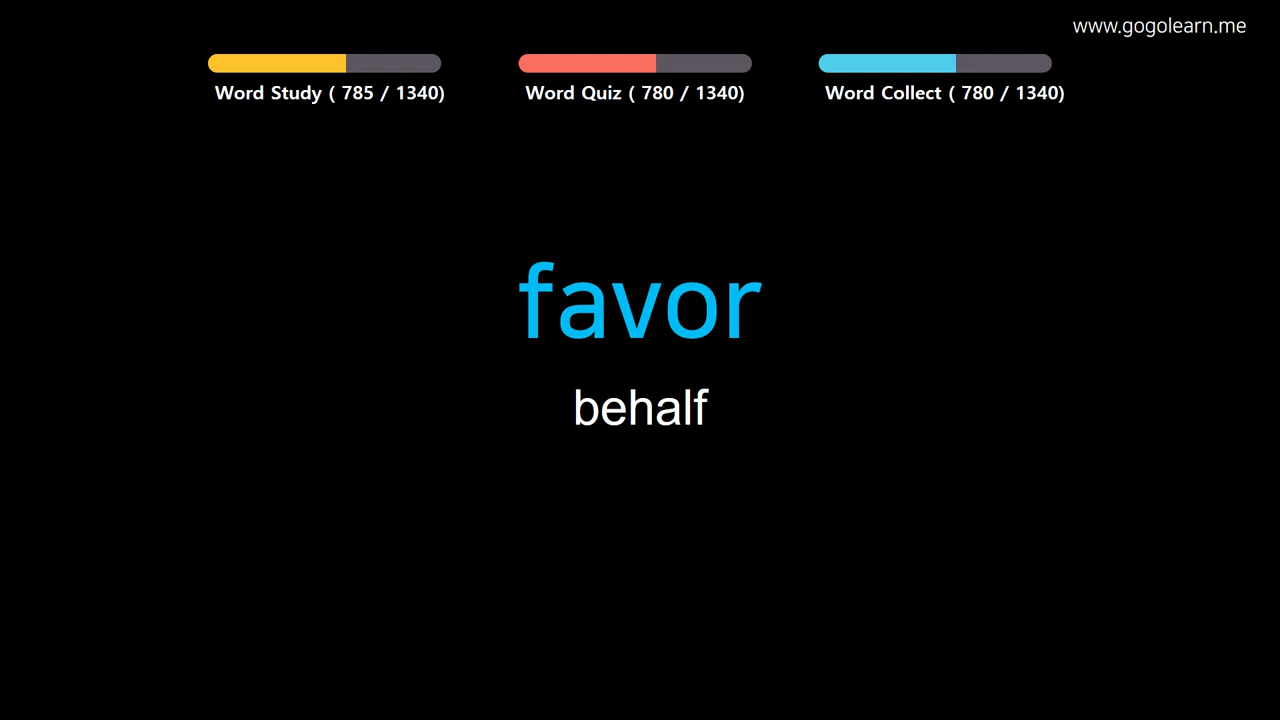 www.gogolearn.me
Word Study ( 785 / 1340)
Word Quiz ( 780 / 1340)
Word Collect ( 780 / 1340)
favor
behalf